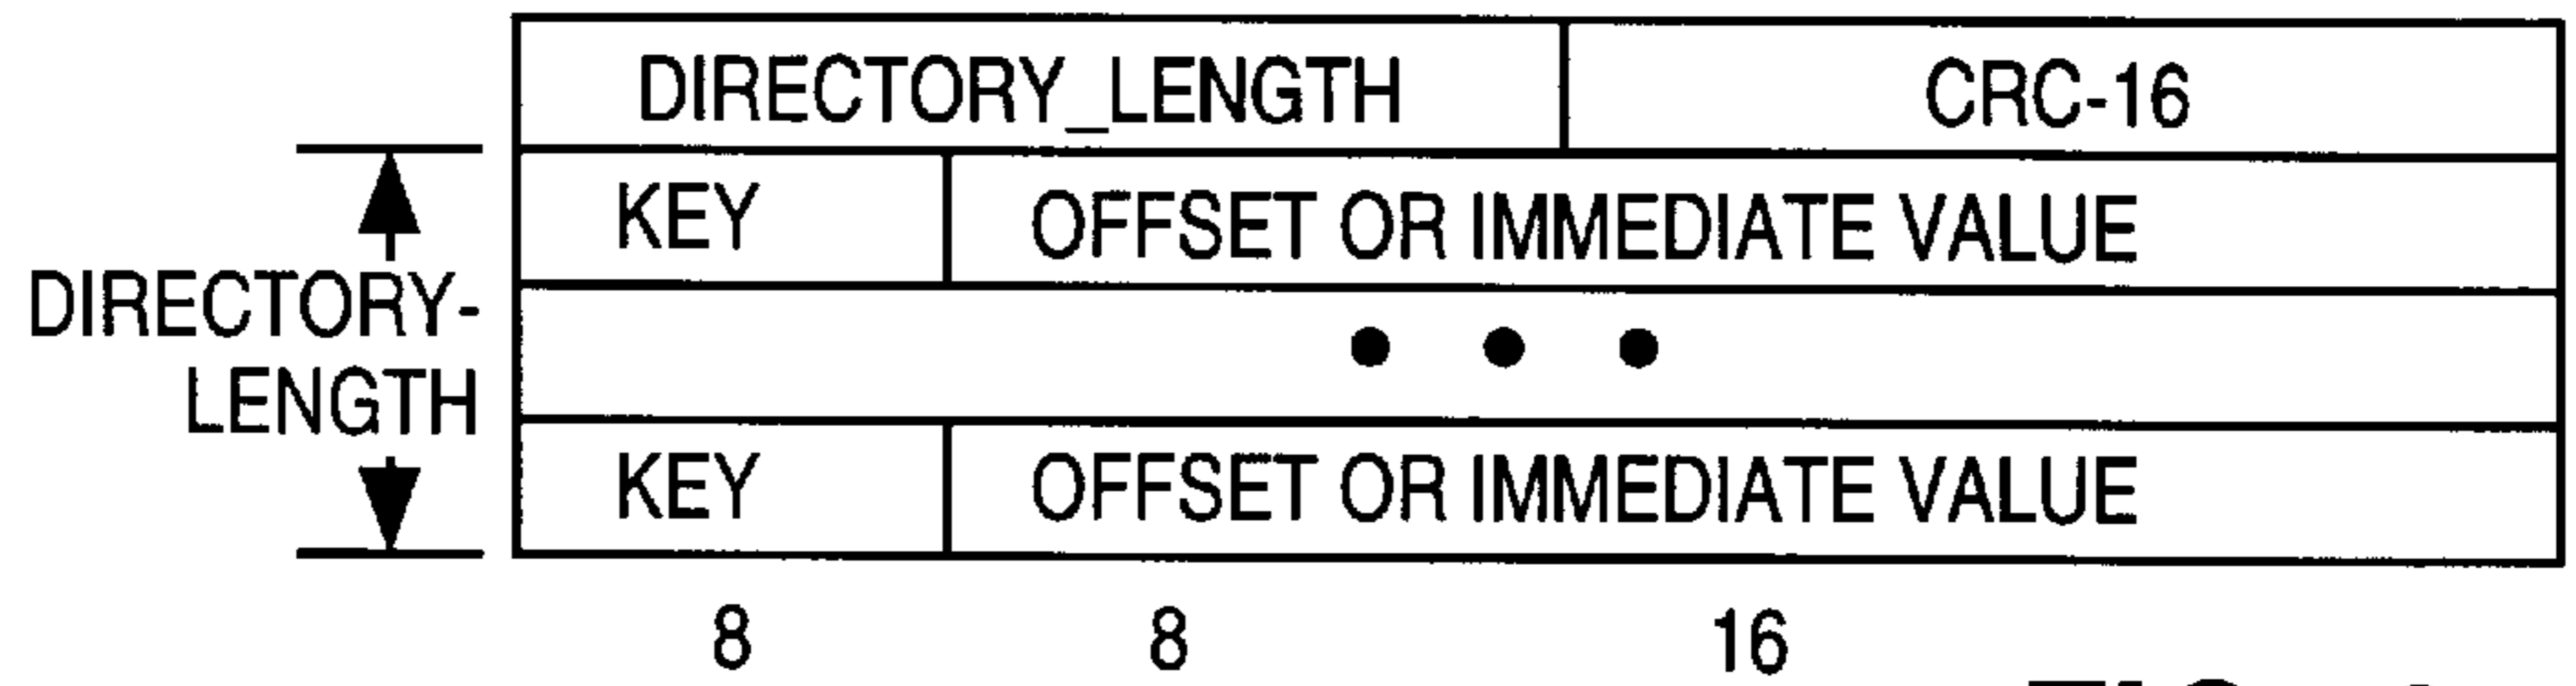 DIRECTORY_LENGTH CRC-16
KEY OFFSET OR IMMEDIATE VALUE
DIRECTORY-
LENGTH
KEY OFFSET OR IMMEDIATE VALUE
8 8 16